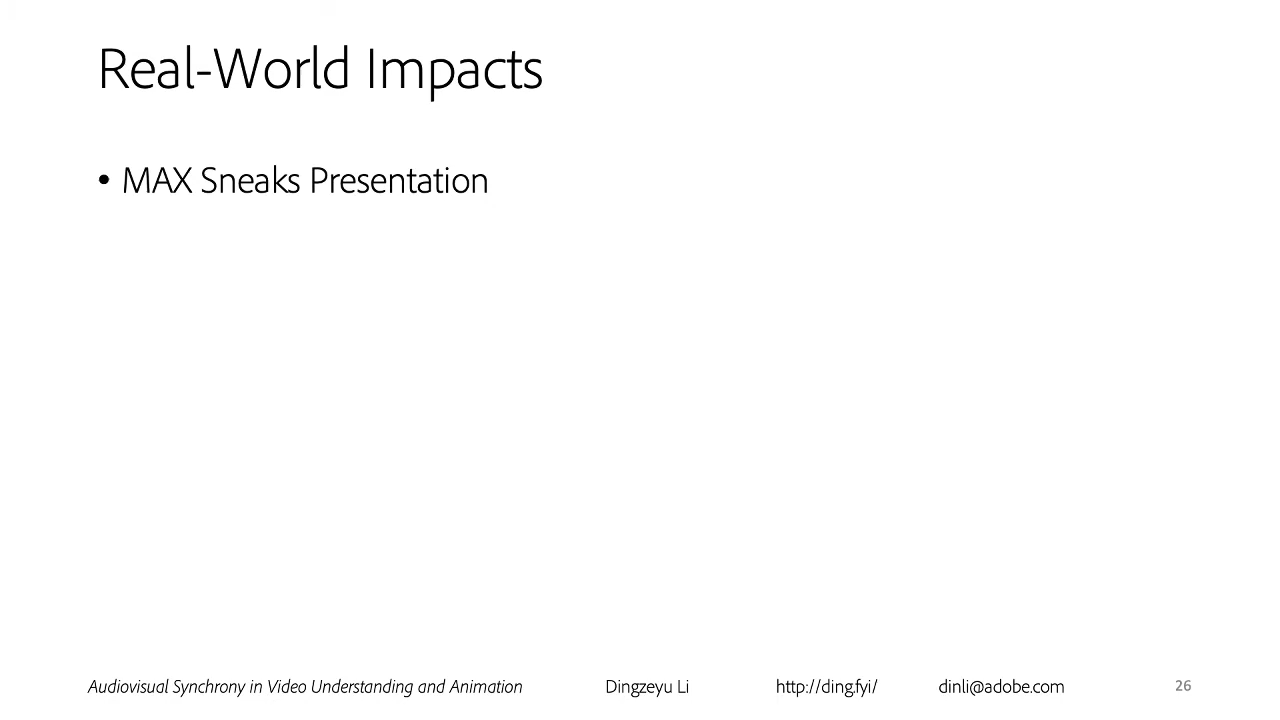 Real-World Impacts
• MAX Sneaks Presentation
Audiovisual Synchrony in Video Understanding and Animation Dingzeyu Li http://ding.fyi/ dinli@adobe.com 26